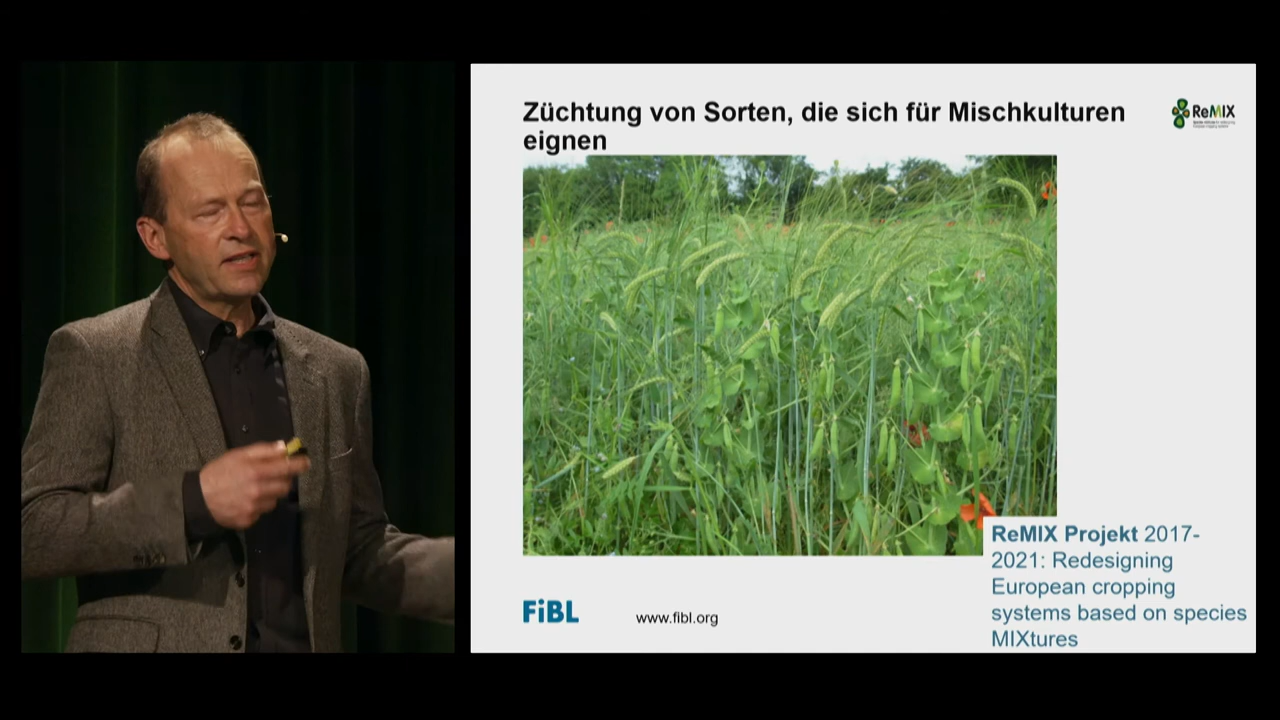 Züchtung von Sorten, die sich für Mischkulturen
eignen
ReMIX
ReMIX Projekt 2017-
2021: Redesigning
European cropping
systems based on species
MIXtures
FiBL
www.fibl.org